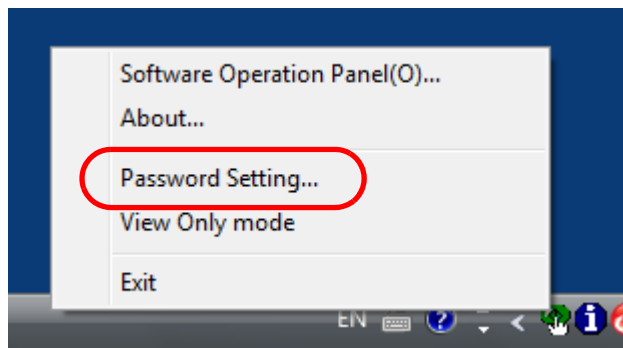 Software Operation Panel(O)...
About...
Password Setting...
View Only mode
Exit
EN